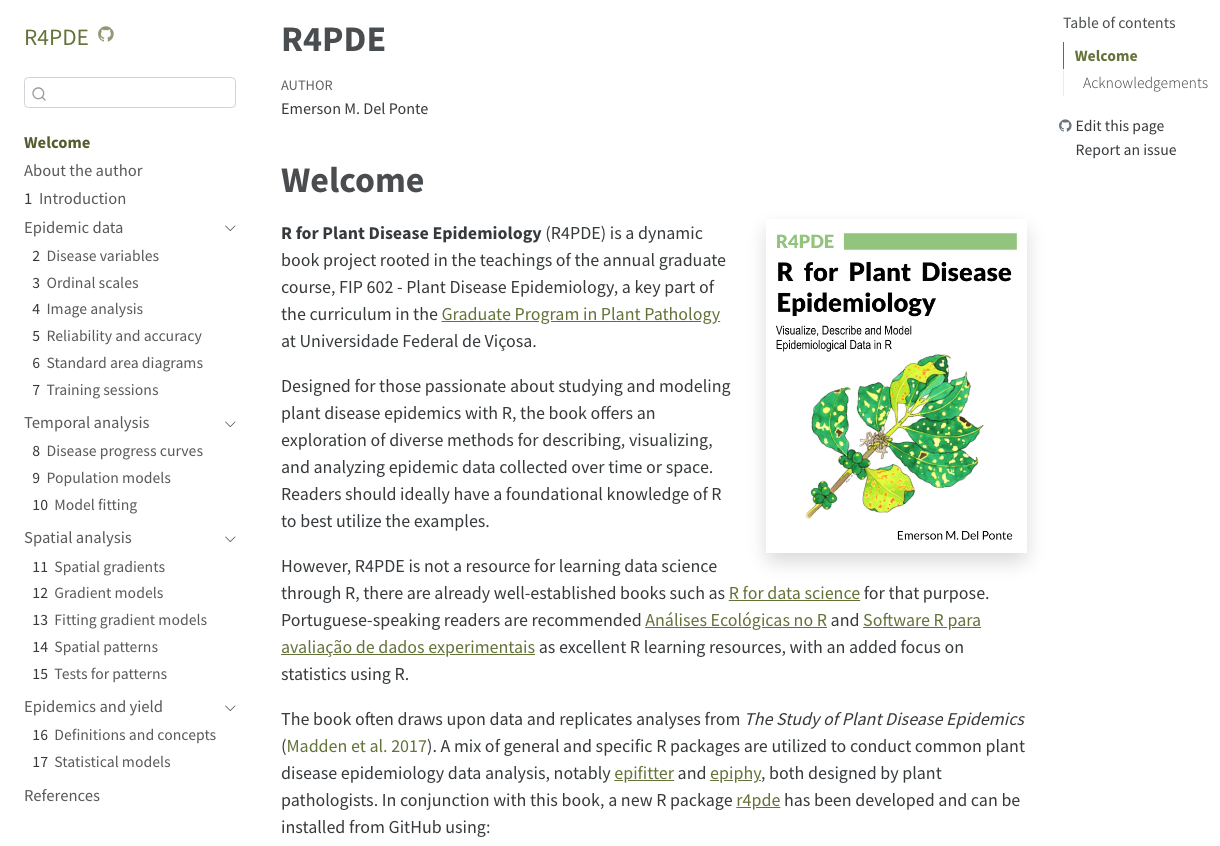 R4PDE
Welcome
About the author
1 Introduction
Epidemic data
2 Disease variables
3 Ordinal scales
4 Image analysis
5 Reliability and accuracy
6 Standard area diagrams
7 Training sessions
Temporal analysis
8 Disease progress curves
9 Population models
10 Model fitting
Spatial analysis
11 Spatial gradients
12 Gradient models
13 Fitting gradient models
14 Spatial patterns
15 Tests for patterns
Epidemics and yield
16 Definitions and concepts
17 Statistical models
References
R4PDE
AUTHOR
Emerson M. Del Ponte
Welcome
R for Plant Disease Epidemiology (R4PDE) is a dynamic
book project rooted in the teachings of the annual graduate
course, FIP 602 - Plant Disease Epidemiology, a key part of
the curriculum in the Graduate Program in Plant Pathology
at Universidade Federal de Viçosa.
Designed for those passionate about studying and modeling
plant disease epidemics with R, the book offers an
exploration of diverse methods for describing, visualizing,
and analyzing epidemic data collected over time or space.
Readers should ideally have a foundational knowledge of R
to best utilize the examples.
However, R4PDE is not a resource for learning data science
through R, there are already well-established books such as R for data science for that purpose.
Portuguese-speaking readers are recommended Análises Ecológicas no R and Software R para
avaliação de dados experimentais as excellent R learning resources, with an added focus on
statistics using R.
The book often draws upon data and replicates analyses from The Study of Plant Disease Epidemics
(Madden et al. 2017). A mix of general and specific R packages are utilized to conduct common plant
disease epidemiology data analysis, notably epifitter and epiphy, both designed by plant
pathologists. In conjunction with this book, a new R package r4pde has been developed and can be
installed from GitHub using:
R4PDE
R for Plant Disease
Epidemiology
Visualize, Describe and Model
Epidemiological Data in R
Emerson M. Del Ponte
Table of contents
Welcome
Acknowledgements
Edit this page
Report an issue